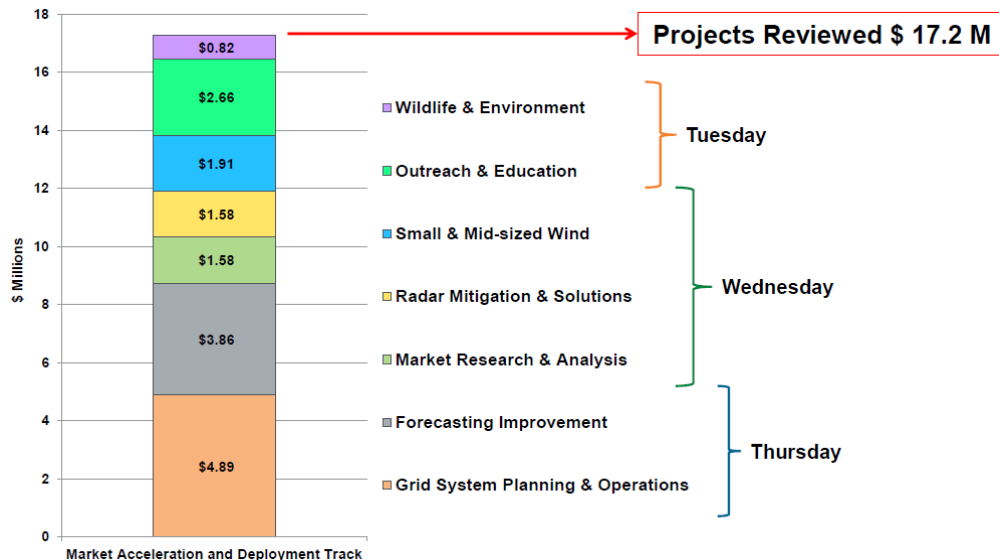 Projects Reviewed $ 17.2 M
$ Millions
18
16
14
12
10
8
6
4
2
0
$0.82
$2.66
$1.91
$1.58
$1.58
$3.86
$4.89
Market Acceleration and Deployment Track
Wildlife & Environment
Outreach & Education
Small & Mid-sized Wind
Radar Mitigation & Solutions
Market Research & Analysis
Forecasting Improvement
Grid System Planning & Operations
Tuesday
Wednesday
Thursday